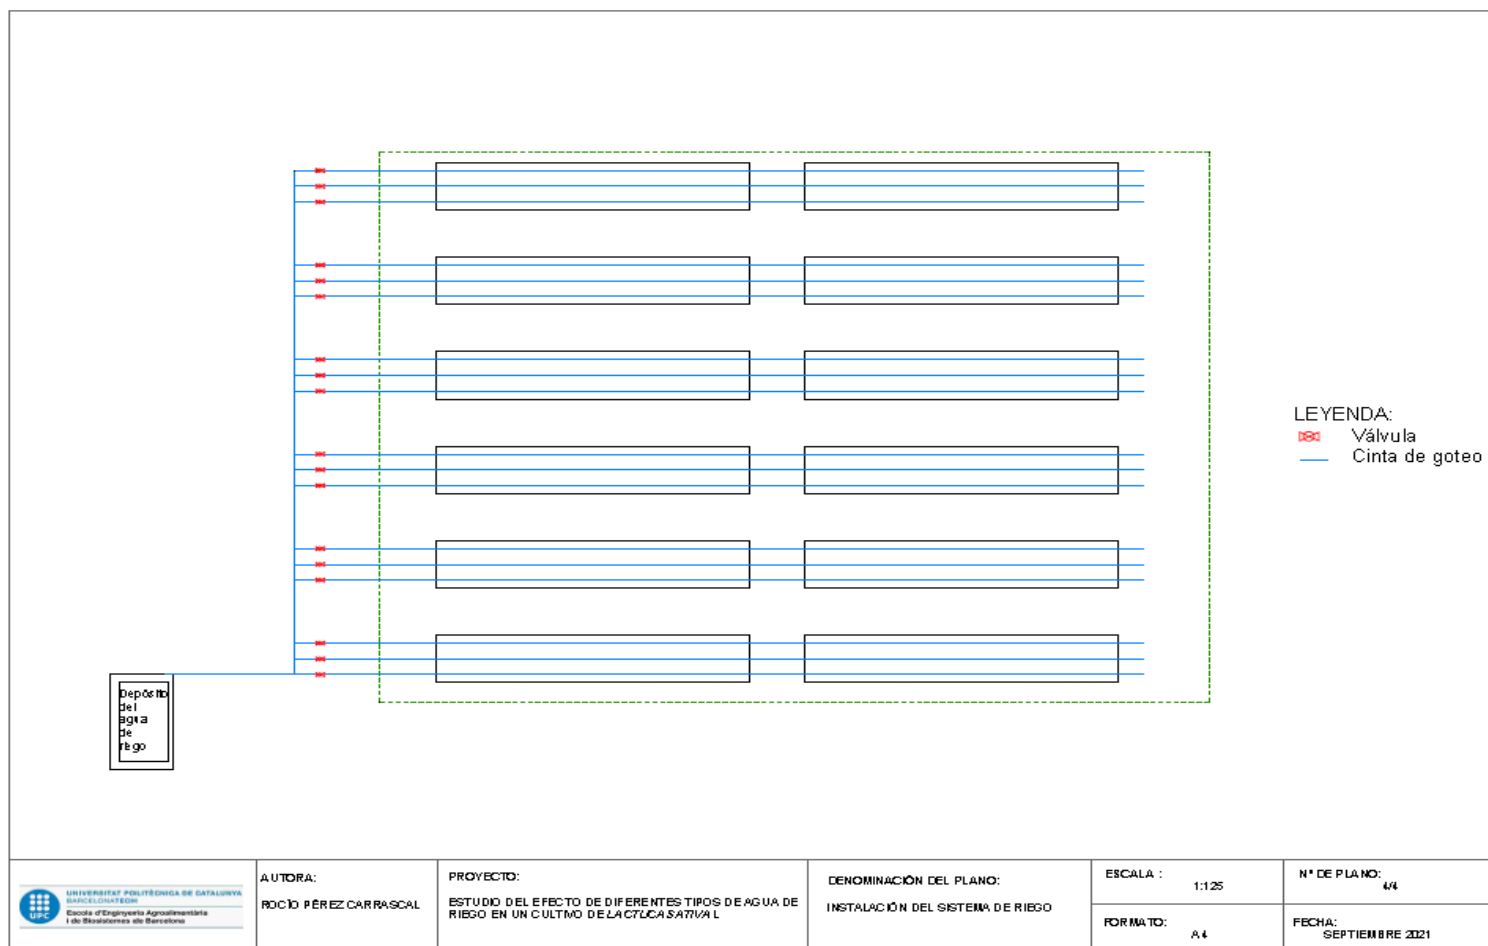 LEYENDA:
Válvula
Cinta de goteo
Depósito
del
agua
de
riego
UNIVERSITAT POLITÈCNICA DE CATALUNYA
BARCELONATECH
UPC
Escola d'Enginyeria Agroalimentària
i de Biosistemes de Barcelona
AUTORA:
ROCÍO PÉREZ CARRASCAL
PROYECTO:
ESTUDIO DEL EFECTO DE DIFERENTES TIPOS DE AGUA DE
RIEGO EN UN CULTIVO DE LACTUCA SATIVA L
DENOMINACIÓN DEL PLANO:
INSTALACIÓN DEL SISTEMA DE RIEGO
ESCALA :
1:125
FORMATO:
A4
Nº DE PLANO:
4/4
FECHA:
SEPTIEMBRE 2021